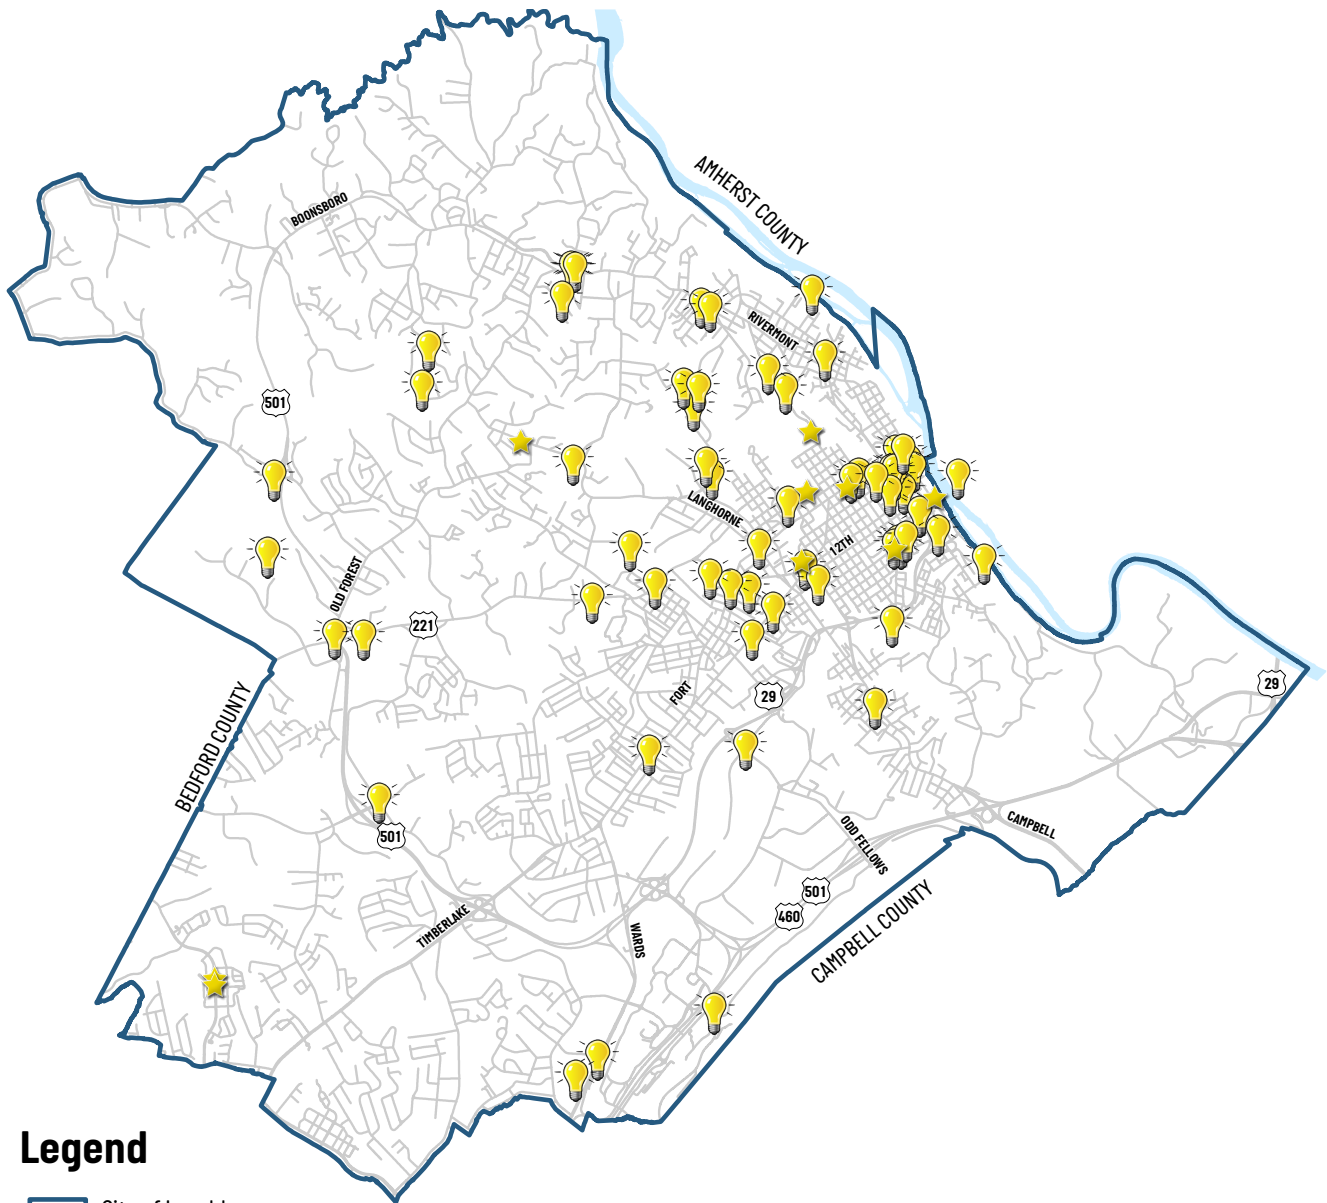 AMHERST COUNTY
BOONSBORO
RIVERMONT
501
LANGHORNE
12TH
OLD FOREST
221
FORT
29
29
BEDFORD COUNTY
501
CAMPBELL
ODD FELLOWS
501
460
TIMBERLAKE
WARDS
CAMPBELL COUNTY
Legend